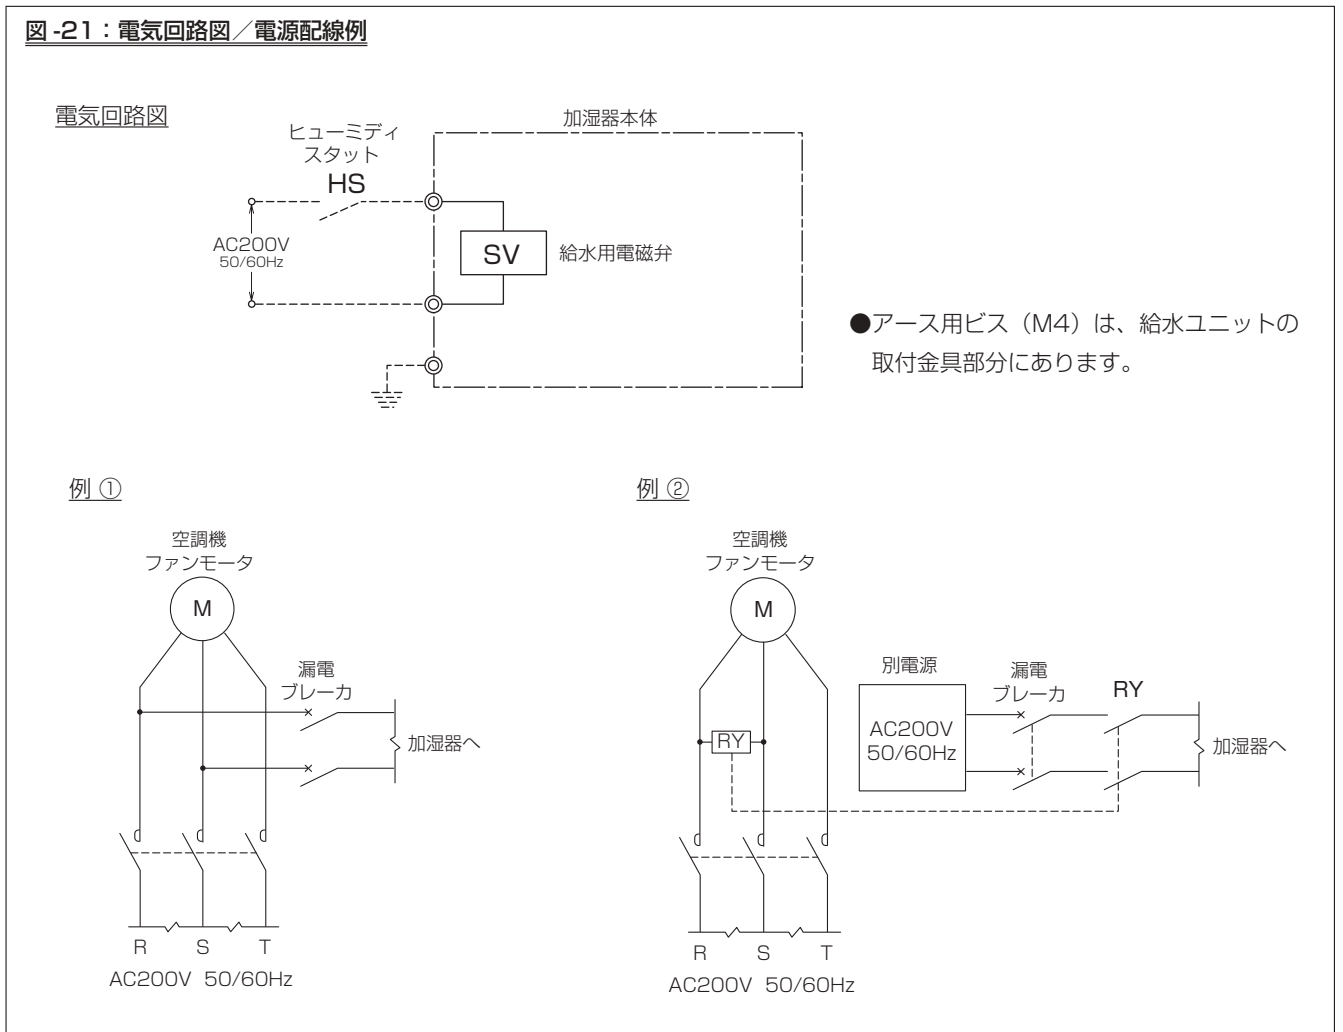 図-21：電気回路図／電源配線例
電気回路図
加湿器本体
ヒューミディ
スタット
HS
AC200V
50/60Hz
SV
給水用電磁弁
●アース用ビス（M4）は、給水ユニットの
取付金具部分にあります。
例 ①
空調機
ファンモータ
M
漏電
ブレーカ
加湿器へ
R S T
AC200V 50/60Hz
例 ②
空調機
ファンモータ
M
別電源
AC200V
50/60Hz
漏電
ブレーカ
RY
RY
加湿器へ
R S T
AC200V 50/60Hz